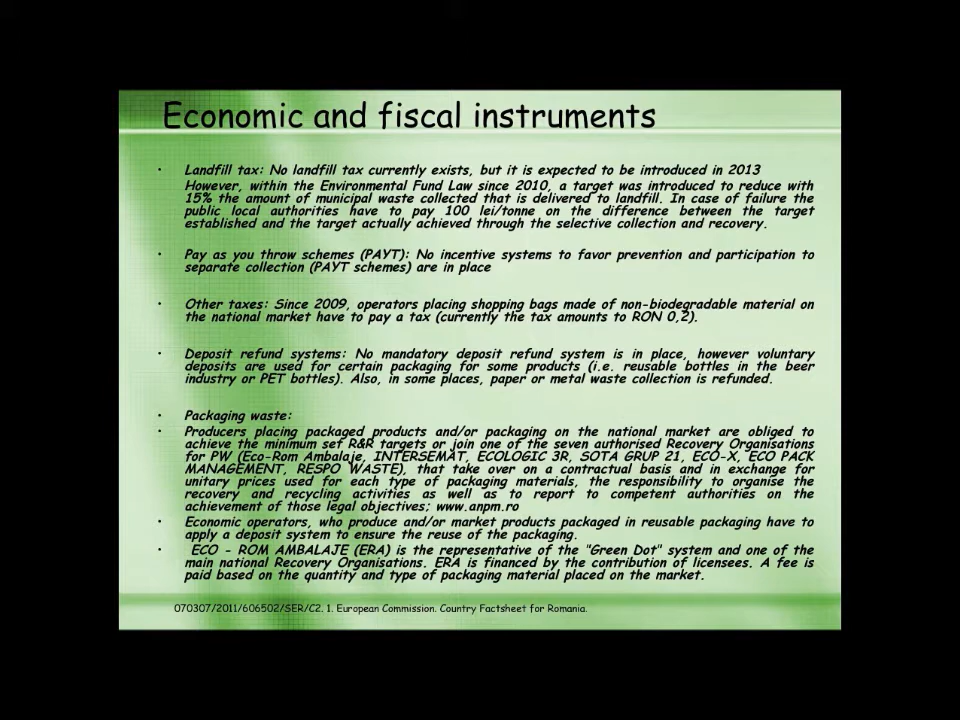 Economic and fiscal instruments
• Landfill tax: No landfill tax currently exists, but it is expected to be introduced in 2013
However, within the Environmental Fund Law since 2010, a target was introduced to reduce with
15% the amount of municipal waste collected that is delivered to landfill. In case of failure the
public local authorities have to pay 100 lei/tonne on the difference between the target
established and the target actually achieved through the selective collection and recovery.
• Pay as you throw schemes (PAYT): No incentive systems to favor prevention and participation to
separate collection (PAYT schemes) are in place
• Other taxes: Since 2009, operators placing shopping bags made of non-biodegradable material on
the national market have to pay a tax (currently the tax amounts to RON 0,2).
• Deposit refund systems: No mandatory deposit refund system is in place, however voluntary
deposits are used for certain packaging for some products (i.e. reusable bottles in the beer
industry or PET bottles). Also, in some places, paper or metal waste collection is refunded.
• Packaging waste:
• Producers placing packaged products and/or packaging on the national market are obliged to
achieve the minimum set R&R targets or join one of the seven authorised Recovery Organisations
for PW (Eco-Rom Ambalaje, INTERSEMAT, ECOLOGIC 3R, SOTA GRUP 21, ECO-X, ECO PACK
MANAGEMENT, RESPO WASTE), that take over on a contractual basis and in exchange for
unitary prices used for each type of packaging materials, the responsibility to organise the
recovery and recycling activities as well as to report to competent authorities on the
achievement of those legal objectives; www.anpm.ro
• Economic operators, who produce and/or market products packaged in reusable packaging have to
apply a deposit system to ensure the reuse of the packaging.
• ECO - ROM AMBALAJE (ERA) is the representative of the "Green Dot" system and one of the
main national Recovery Organisations. ERA is financed by the contribution of licensees. A fee is
paid based on the quantity and type of packaging material placed on the market.
070307/2011/606502/SER/C2. 1. European Commission. Country Factsheet for Romania.